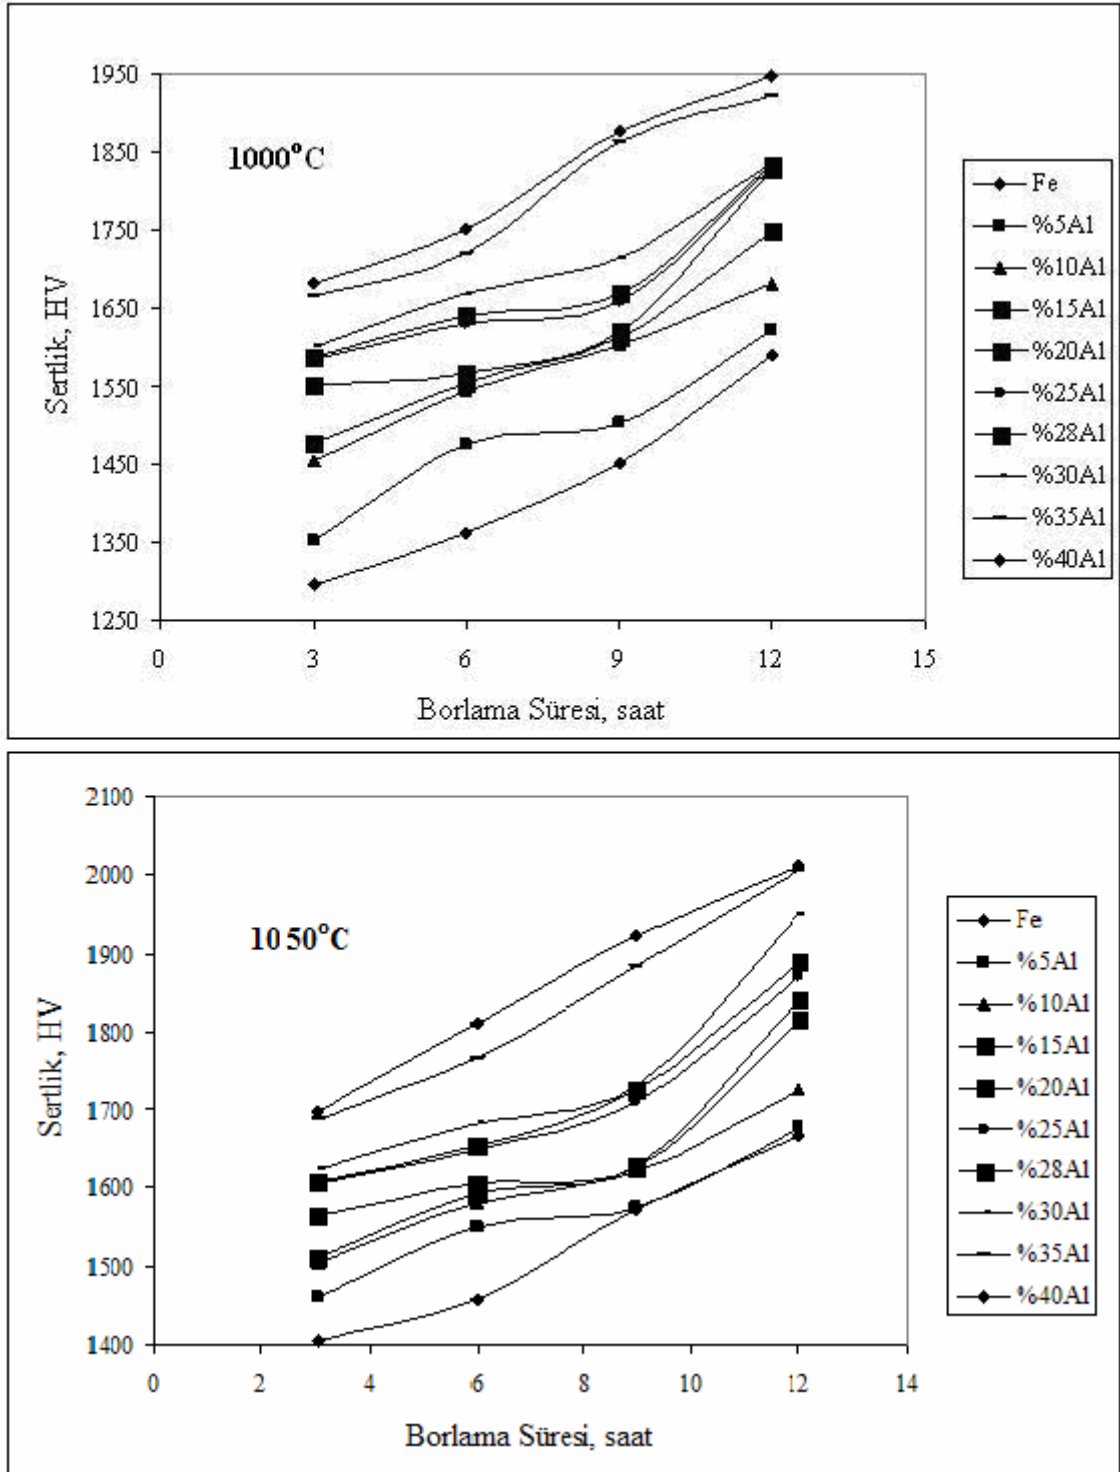 1950
1850
1750
1650
1550
1450
1350
1250
Sertlik, HV
1000°C
0 3 6 9 12 15
Borlama Süresi, saat
Fe
%5Al
%10Al
%15Al
%20Al
%25Al
%28Al
%30Al
%35Al
%40Al
2100
2000
1900
1800
1700
1600
1500
1400
Sertlik, HV
1050°C
0 2 4 6 8 10 12 14
Borlama Süresi, saat
Fe
%5Al
%10Al
%15Al
%20Al
%25Al
%28Al
%30Al
%35Al
%40Al